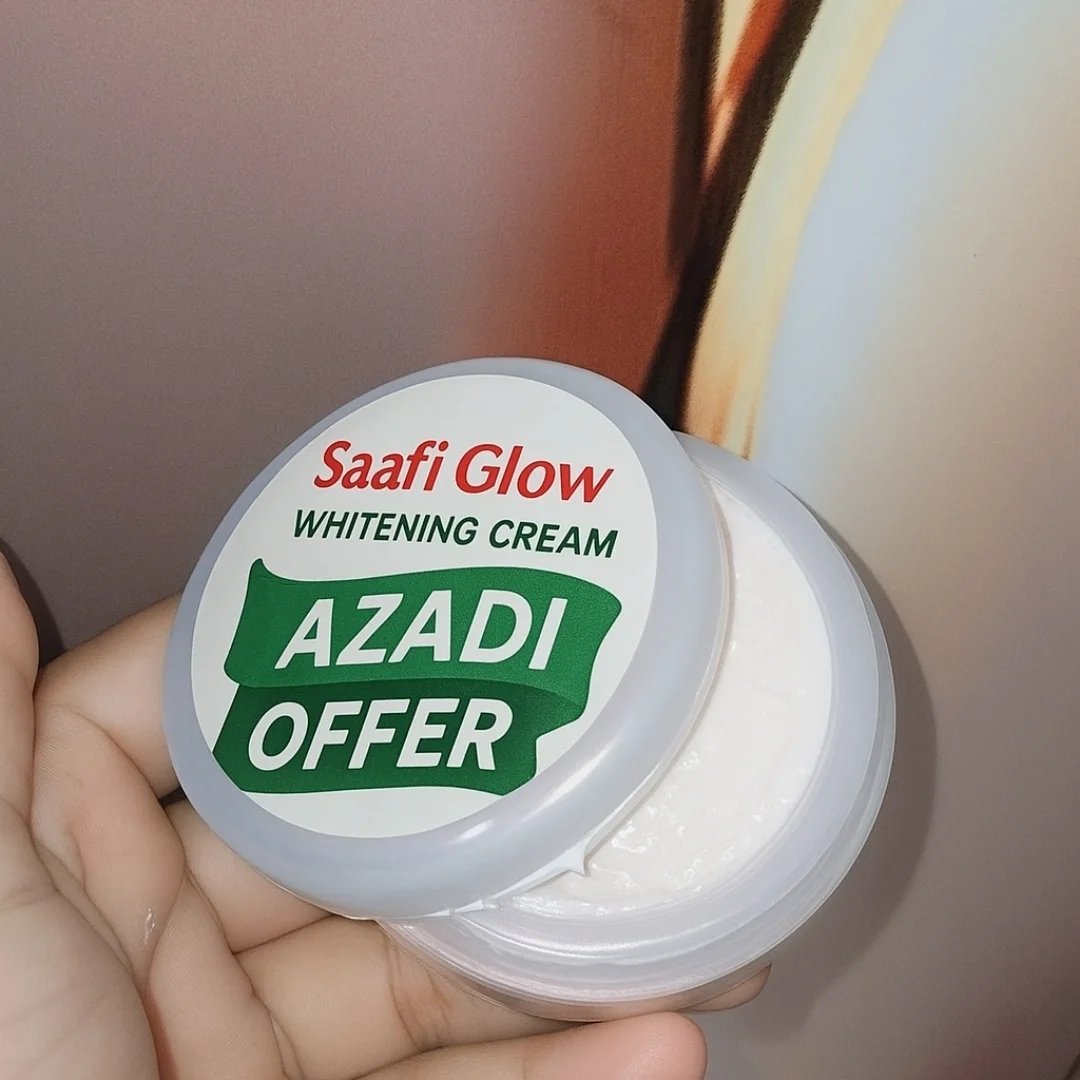 Saafi Glow
WHITENING CREAM
AZADI
OFFER